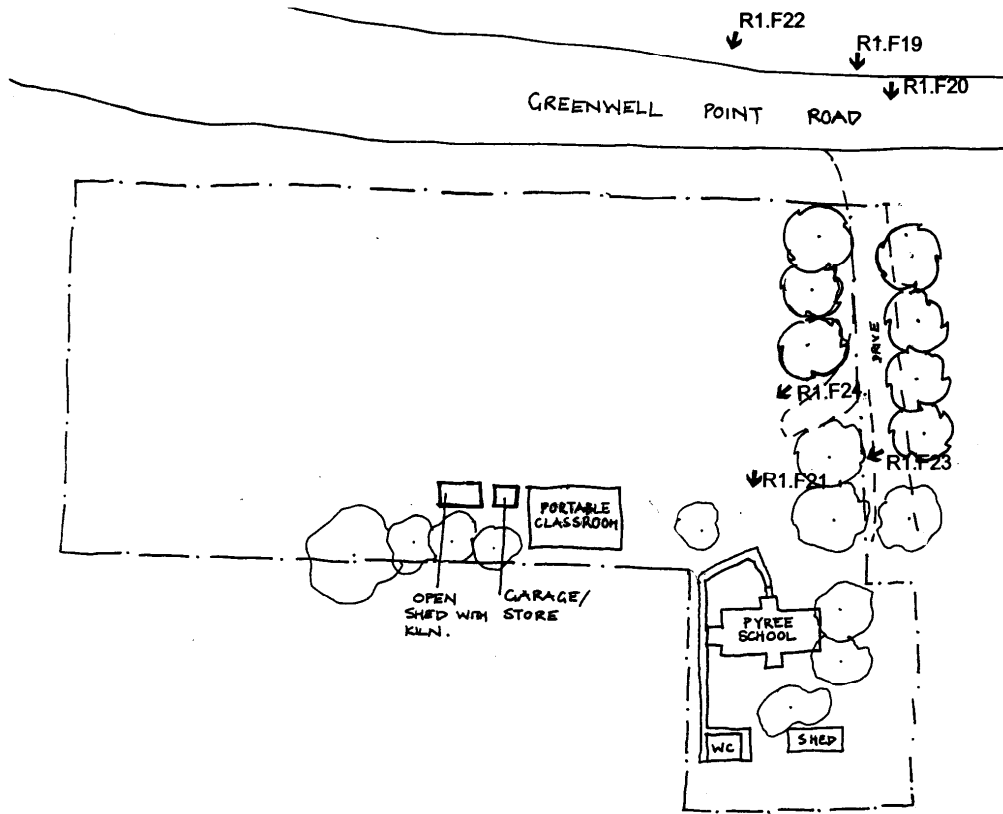 R1.F22
R1.F19
R1.F20
GREENWELL POINT ROAD
DRIVE
R1.F24
R1.F23
R1.F21
PORTABLE
CLASSROOM
OPEN
SHED WITH
KILN.
GARAGE/
STORE
PYREE
SCHOOL
WC
SHED